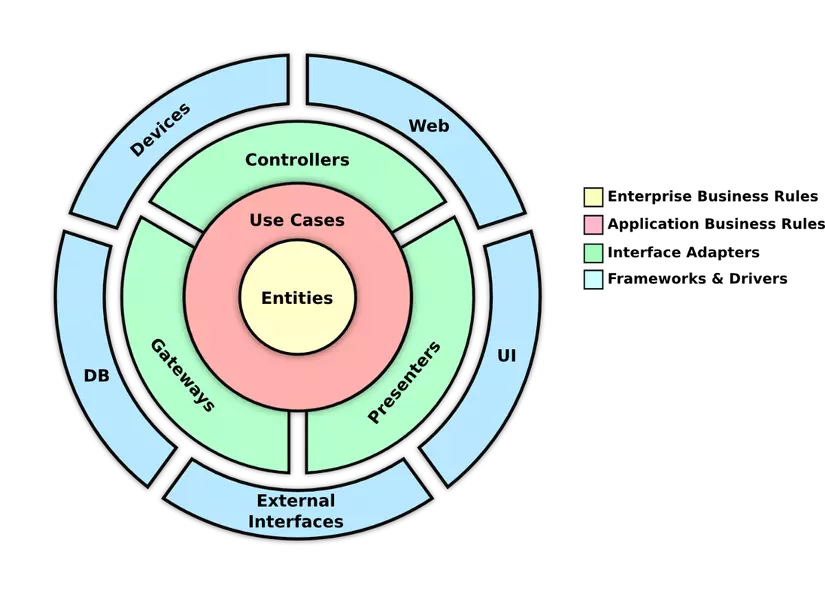 Devices
Web
Controllers
Use Cases
Entities
Gateways
Presenters
DB
UI
External
Interfaces
Enterprise Business Rules
Application Business Rules
Interface Adapters
Frameworks & Drivers